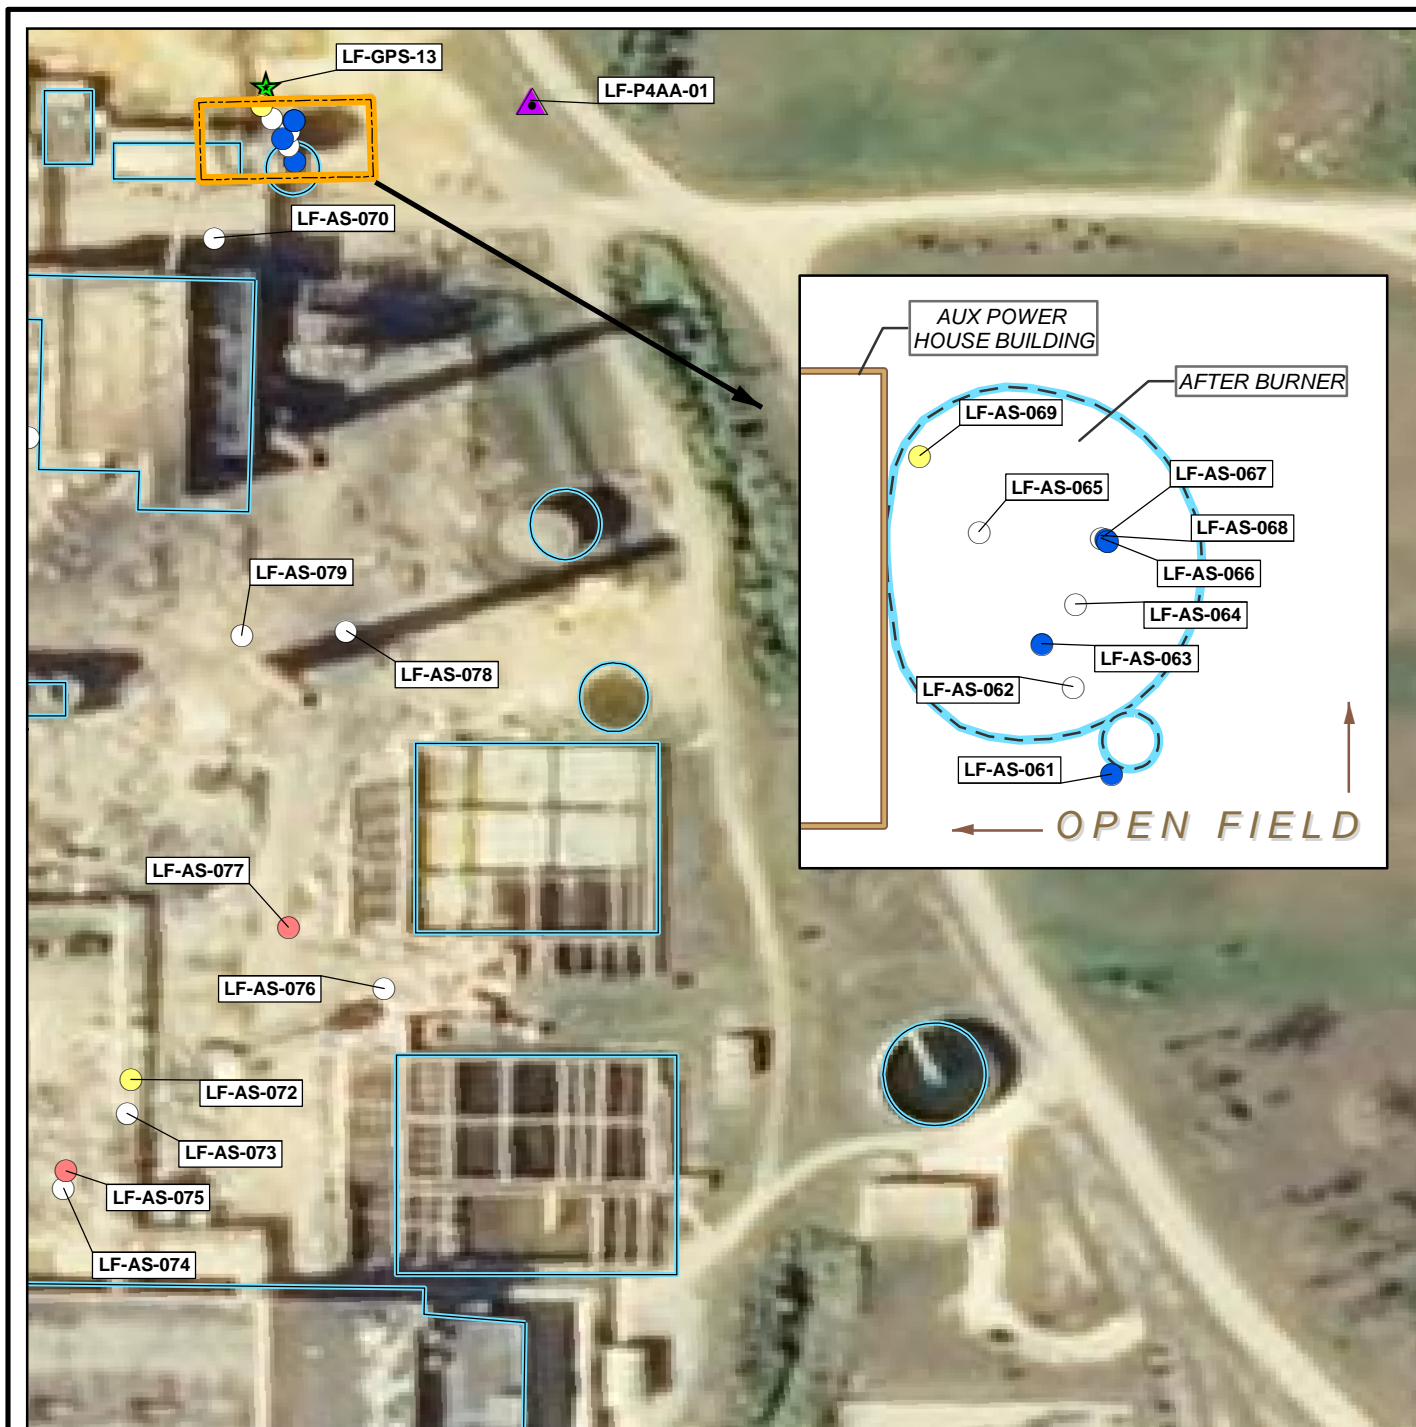 LF-GPS-13
LF-P4AA-01
LF-AS-070
AUX POWER
HOUSE BUILDING
AFTER BURNER
LF-AS-069
LF-AS-067
LF-AS-065
LF-AS-068
LF-AS-066
LF-AS-079
LF-AS-064
LF-AS-063
LF-AS-078
LF-AS-062
LF-AS-061
OPEN FIELD
LF-AS-077
LF-AS-076
LF-AS-072
LF-AS-073
LF-AS-075
LF-AS-074